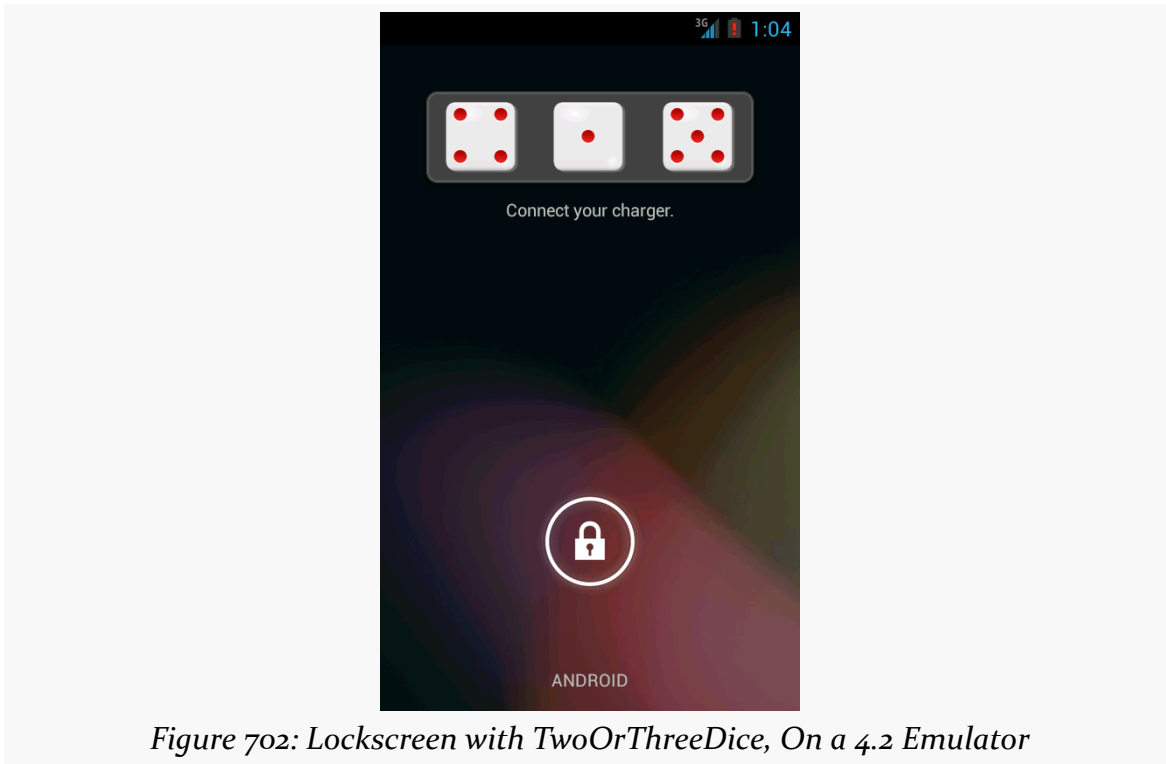 3G 1:04
Connect your charger.
ANDROID
Figure 702: Lockscreen with TwoOrThreeDice, On a 4.2 Emulator